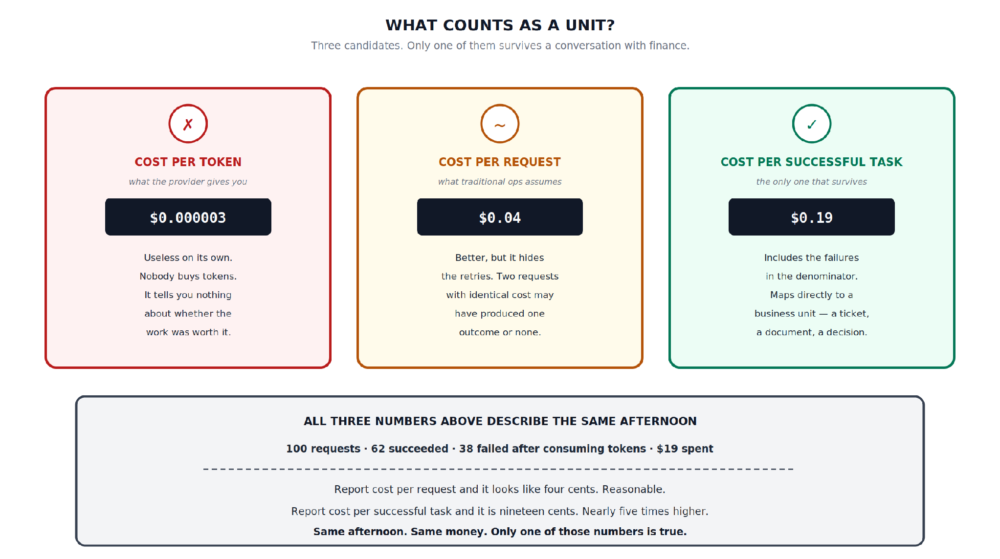 WHAT COUNTS AS A UNIT?
Three candidates. Only one of them survives a conversation with finance.
✗
COST PER TOKEN
what the provider gives you
$0.000003
Useless on its own.
Nobody buys tokens.
It tells you nothing
about whether the
work was worth it.
~
COST PER REQUEST
what traditional ops assumes
$0.04
Better, but it hides
the retries. Two requests
with identical cost may
have produced one
outcome or none.
✓
COST PER SUCCESSFUL TASK
the only one that survives
$0.19
Includes the failures
in the denominator.
Maps directly to a
business unit — a ticket,
a document, a decision.
ALL THREE NUMBERS ABOVE DESCRIBE THE SAME AFTERNOON
100 requests · 62 succeeded · 38 failed after consuming tokens · $19 spent
Report cost per request and it looks like four cents. Reasonable.
Report cost per successful task and it is nineteen cents. Nearly five times higher.
Same afternoon. Same money. Only one of those numbers is true.